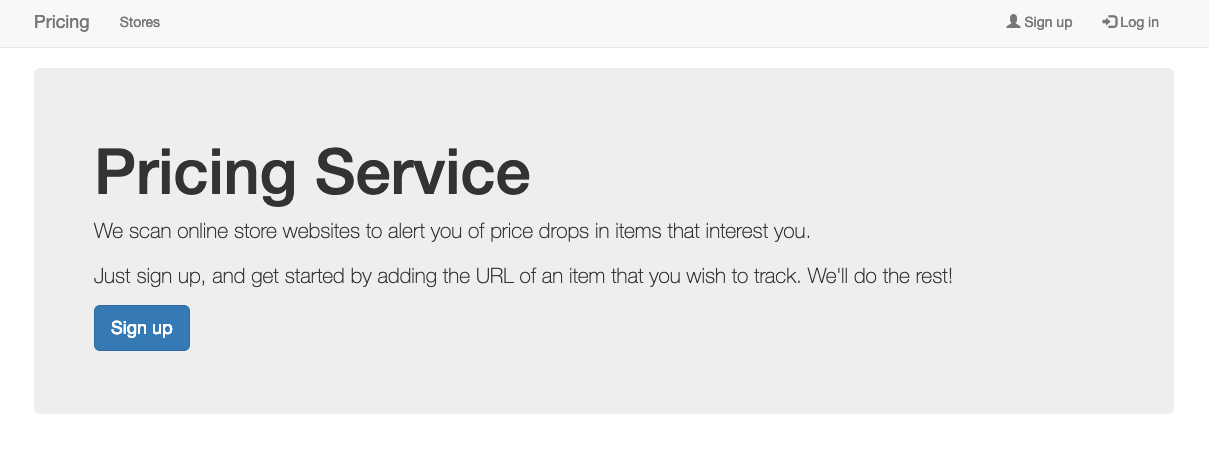 Pricing Stores Sign up Log in
Pricing Service
We scan online store websites to alert you of price drops in items that interest you.
Just sign up, and get started by adding the URL of an item that you wish to track. We'll do the rest!
Sign up